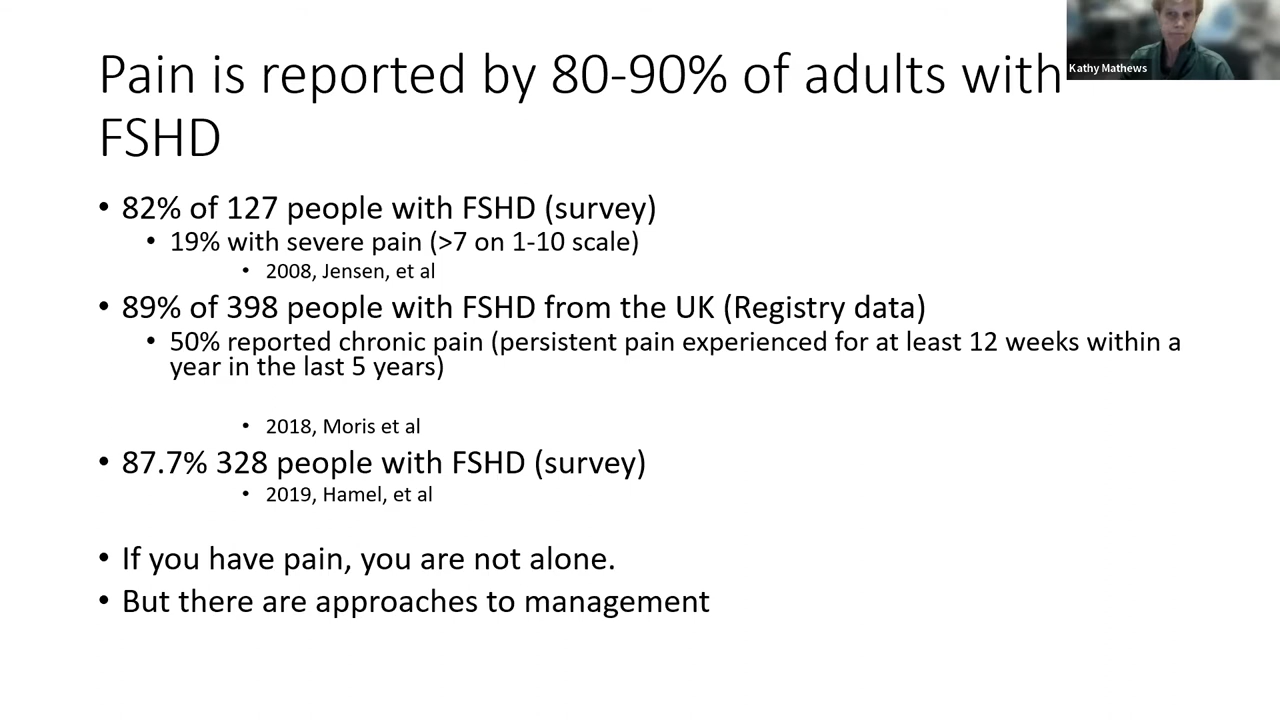 Pain is reported by 80-90% of adults with
FSHD
Kathy Mathews
• 82% of 127 people with FSHD (survey)
• 19% with severe pain (>7 on 1-10 scale)
• 2008, Jensen, et al
• 89% of 398 people with FSHD from the UK (Registry data)
• 50% reported chronic pain (persistent pain experienced for at least 12 weeks within a
year in the last 5 years)
• 2018, Moris et al
• 87.7% 328 people with FSHD (survey)
• 2019, Hamel, et al
• If you have pain, you are not alone.
• But there are approaches to management